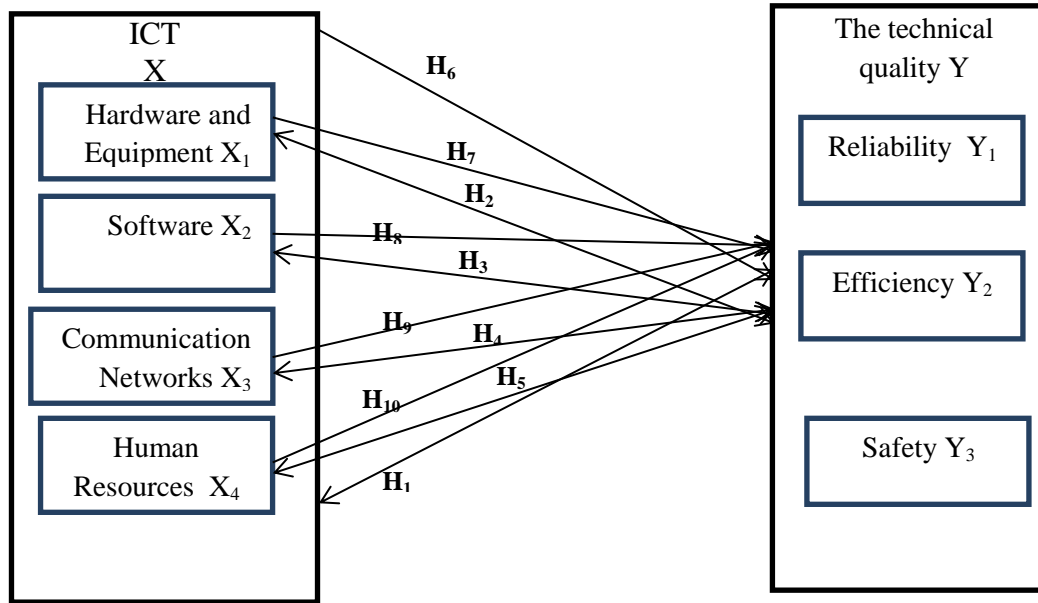 ICT
X
Hardware and
Equipment X₁
Software X₂
Communication
Networks X₃
Human
Resources X₄
H₆
H₇
H₂
H₈
H₃
H₉
H₄
H₅
H₁₀
H₁
The technical
quality Y
Reliability Y₁
Efficiency Y₂
Safety Y₃